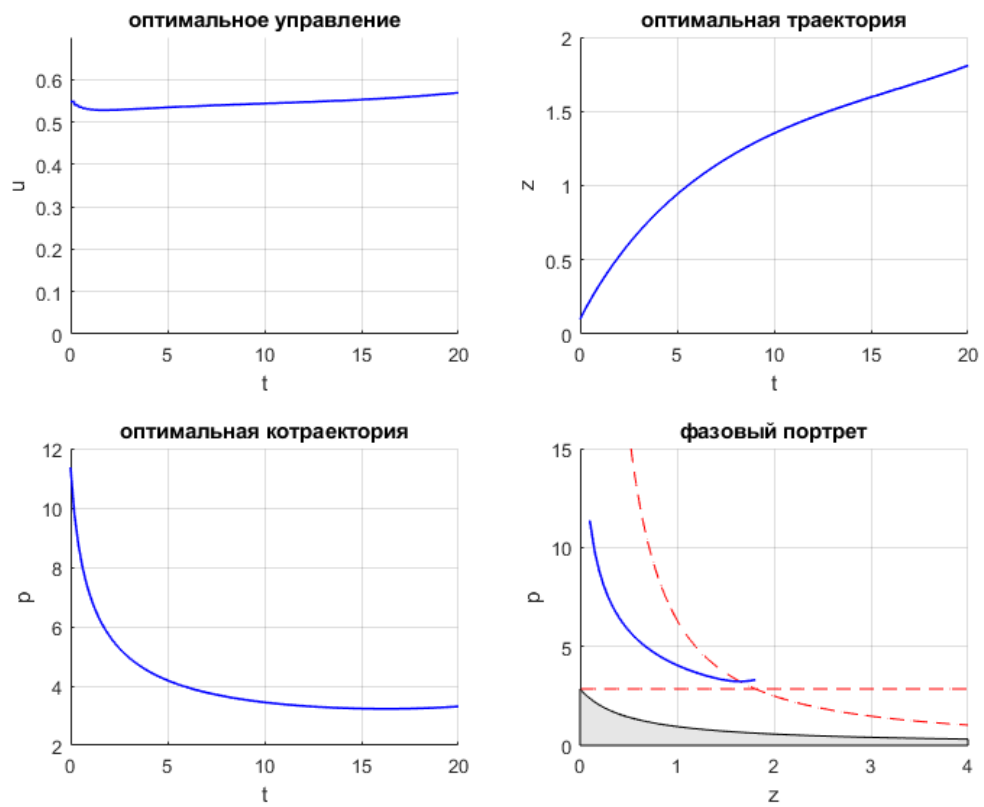 оптимальное управление
0.6
0.5
0.4
0.3
0.2
0.1
0
u
0 5 10 15 20
t
оптимальная траектория
2
1.5
1
0.5
0
z
0 5 10 15 20
t
оптимальная котраектория
12
10
8
6
4
2
p
0 5 10 15 20
t
фазовый портрет
15
10
5
0
p
0 1 2 3 4
z